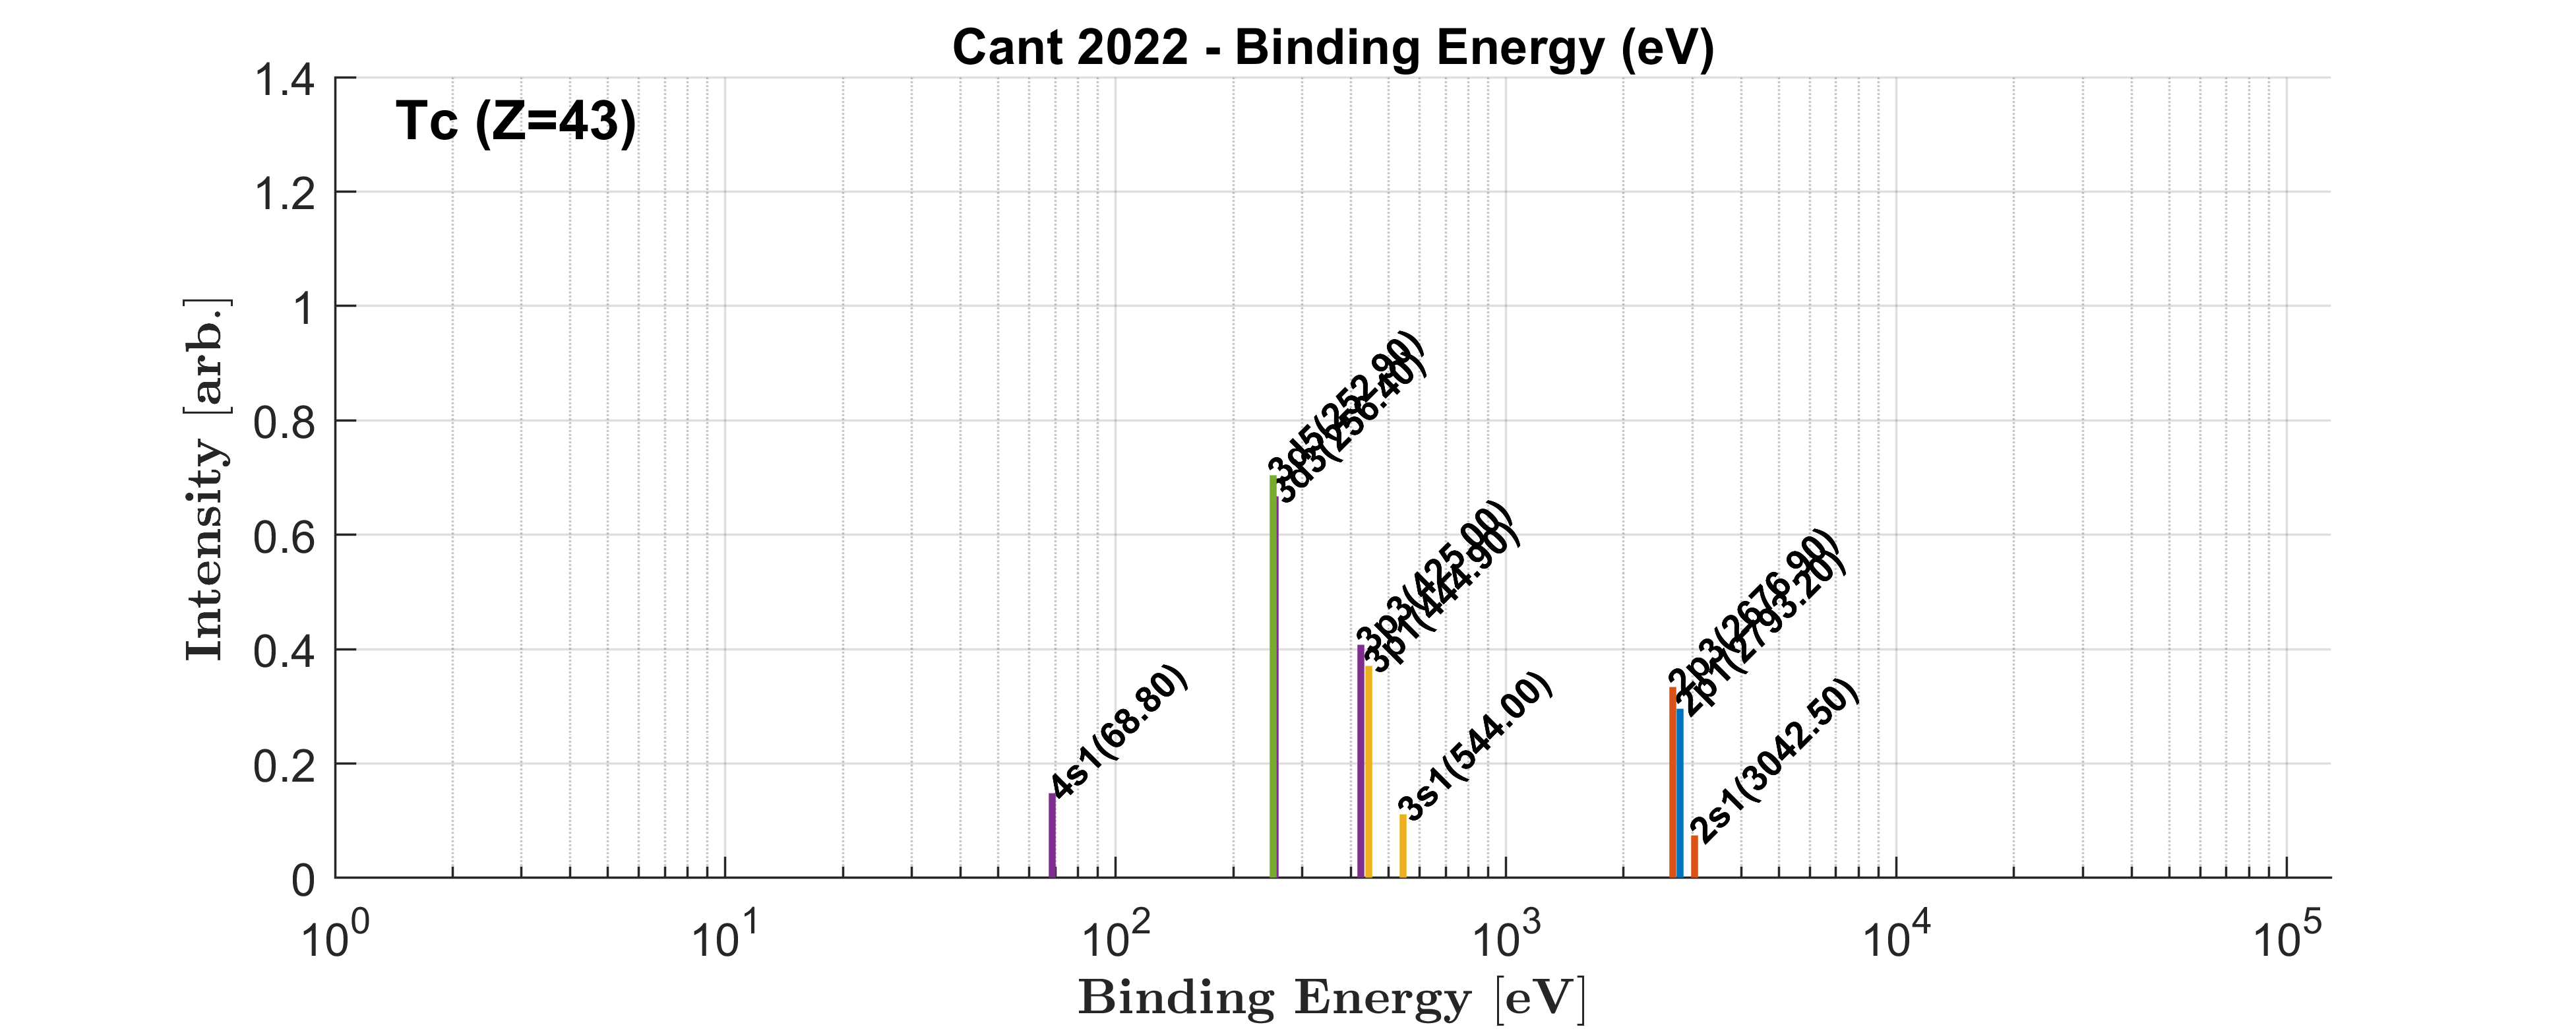 Cant 2022 - Binding Energy (eV)
Tc (Z=43)
1.4
1.2
1
0.8
0.6
0.4
0.2
0
Intensity [arb.]
3d5(252.90)
3d3(256.40)
3p3(425.00)
3p1(444.90)
2p3(2676.90)
2p1(2793.20)
4s1(68.80)
3s1(544.00)
2s1(3042.50)
10^0 10^1 10^2 10^3 10^4 10^5
Binding Energy [eV]